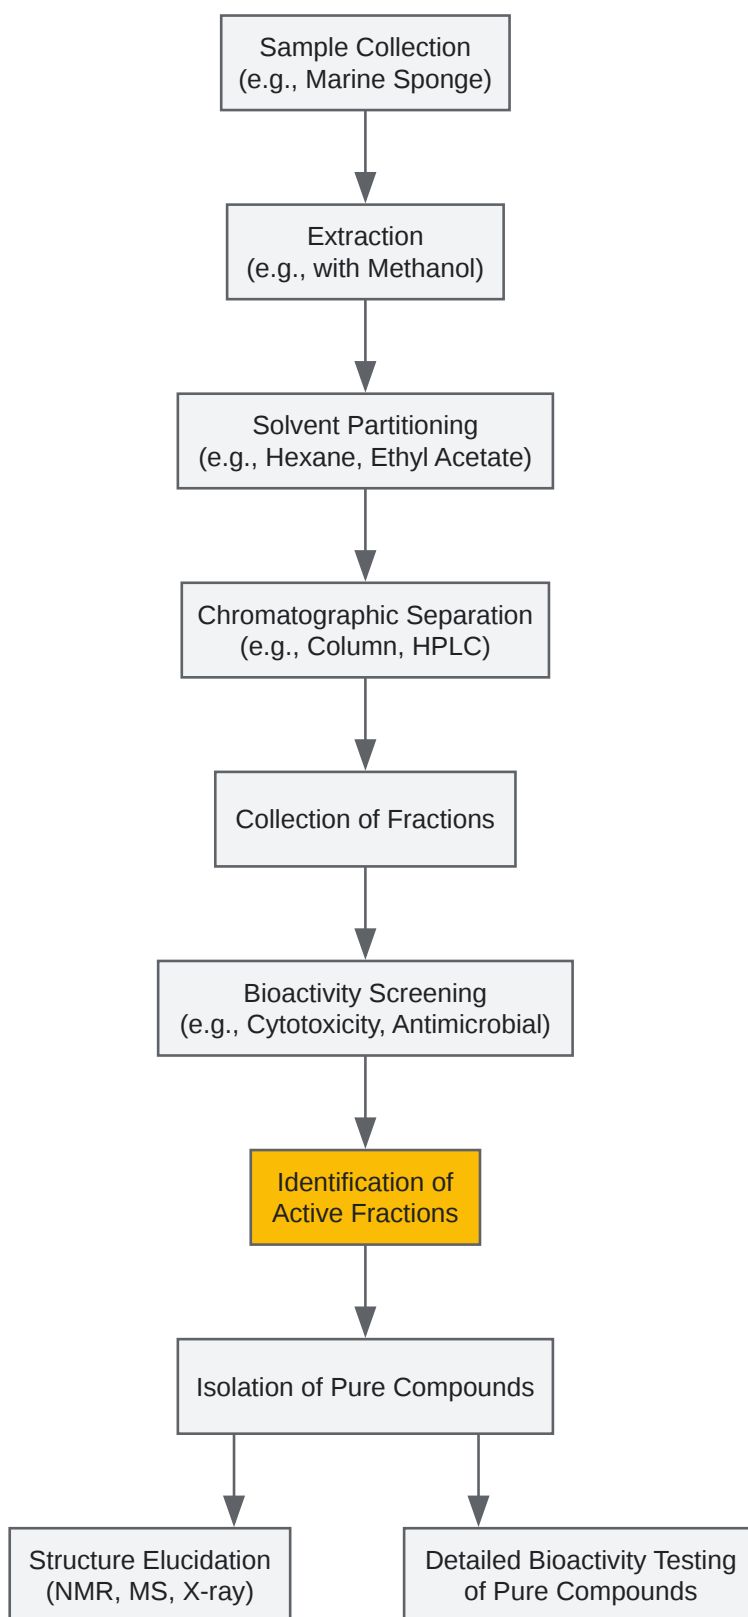 Sample Collection
(e.g., Marine Sponge)
Extraction
(e.g., with Methanol)
Solvent Partitioning
(e.g., Hexane, Ethyl Acetate)
Chromatographic Separation
(e.g., Column, HPLC)
Collection of Fractions
Bioactivity Screening
(e.g., Cytotoxicity, Antimicrobial)
Identification of
Active Fractions
Isolation of Pure Compounds
Structure Elucidation
(NMR, MS, X-ray)
Detailed Bioactivity Testing
of Pure Compounds